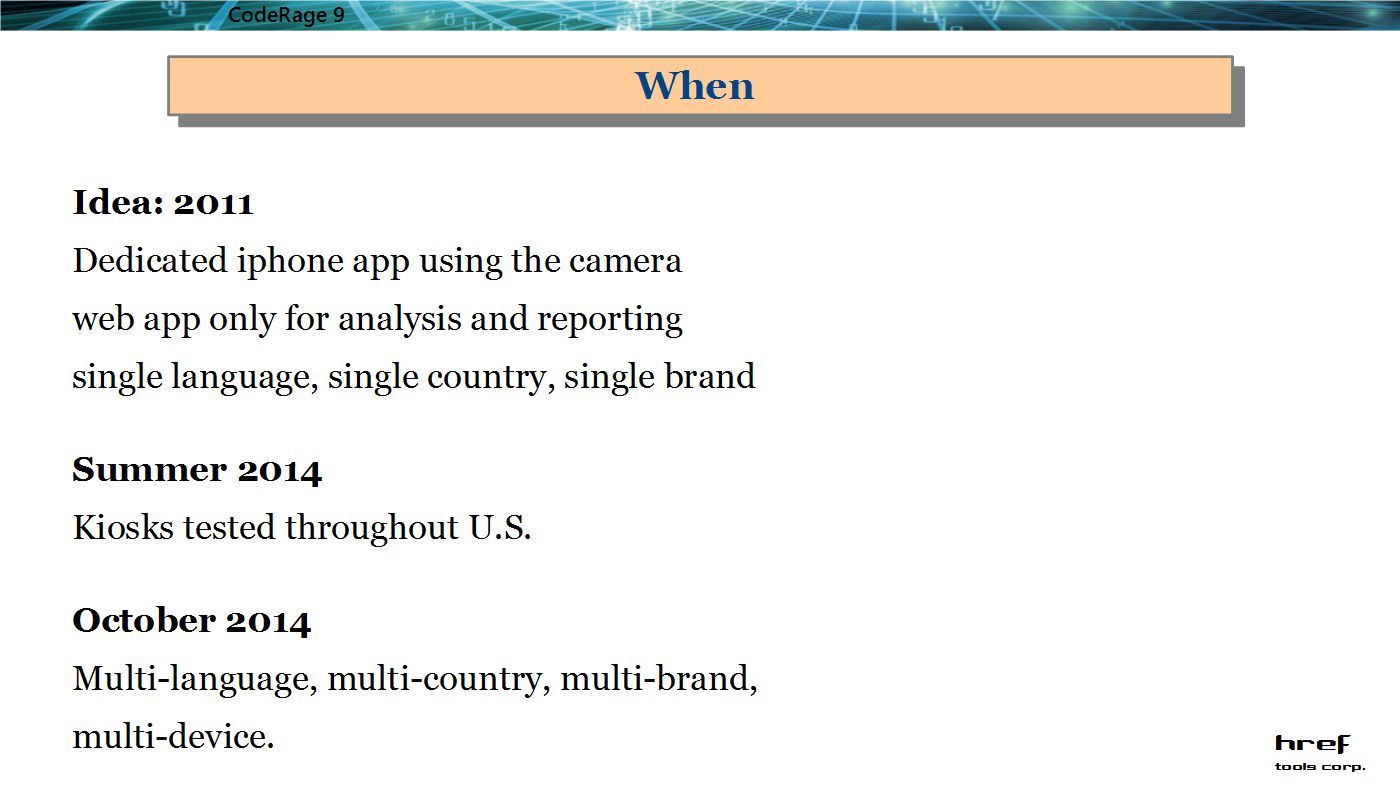 CodeRage 9
When
Idea: 2011
Dedicated iphone app using the camera
web app only for analysis and reporting
single language, single country, single brand
Summer 2014
Kiosks tested throughout U.S.
October 2014
Multi-language, multi-country, multi-brand,
multi-device.
href
tools corp.